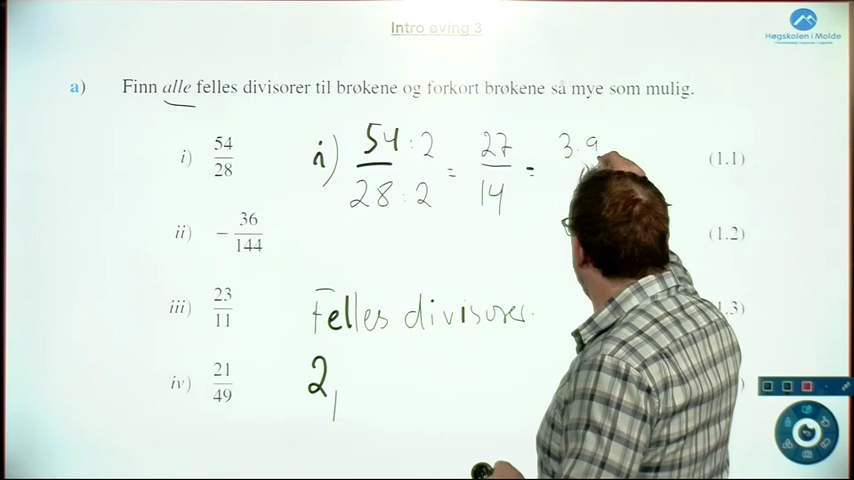 Intro øving 3
Høgskolen i Molde
a) Finn alle felles divisorer til brøkene og forkort brøkene så mye som mulig.
i) 54/28 (1.1)
i) 54:2 / 28:2 = 27/14 = 3·9
ii) −36/144 (1.2)
iii) 23/11 1.3)
Felles divisorer.
iv) 21/49 )
2,